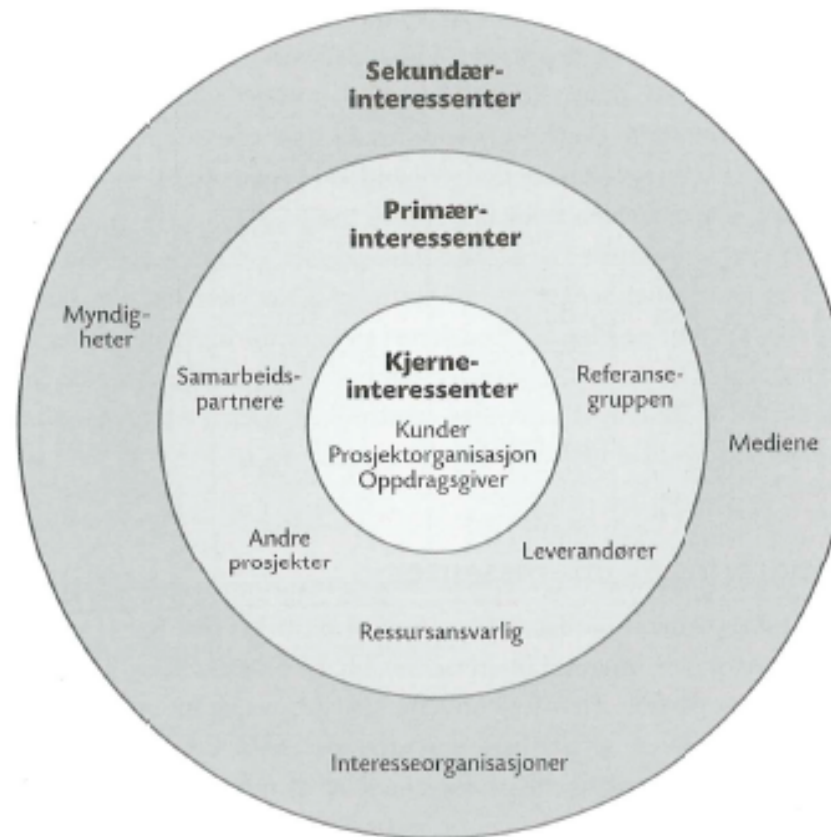 Sekundær-
interessenter
Primær-
interessenter
Myndig-
heter
Samarbeids-
partnere
Kjerne-
interessenter
Kunder
Prosjektorganisasjon
Oppdragsgiver
Referanse-
gruppen
Mediene
Andre
prosjekter
Leverandører
Ressursansvarlig
Interesseorganisasjoner